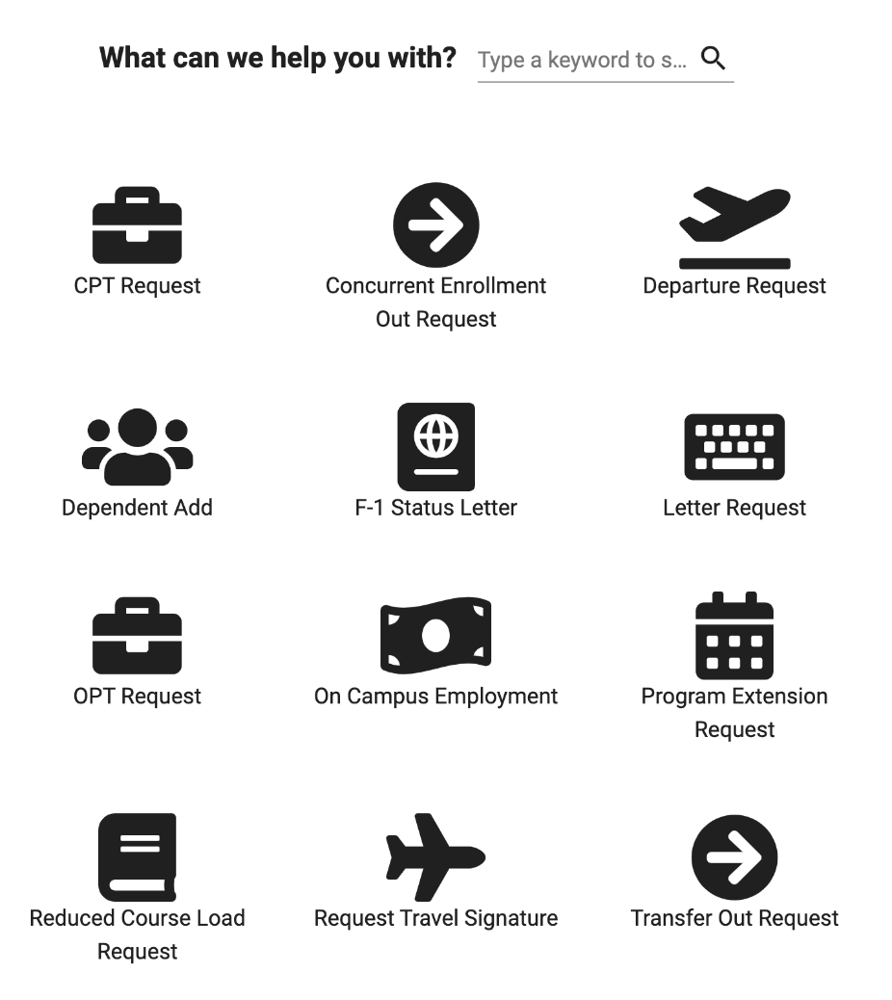 What can we help you with? Type a keyword to s...
CPT Request
Concurrent Enrollment
Out Request
Departure Request
Dependent Add
F-1 Status Letter
Letter Request
OPT Request
On Campus Employment
Program Extension
Request
Reduced Course Load
Request
Request Travel Signature
Transfer Out Request